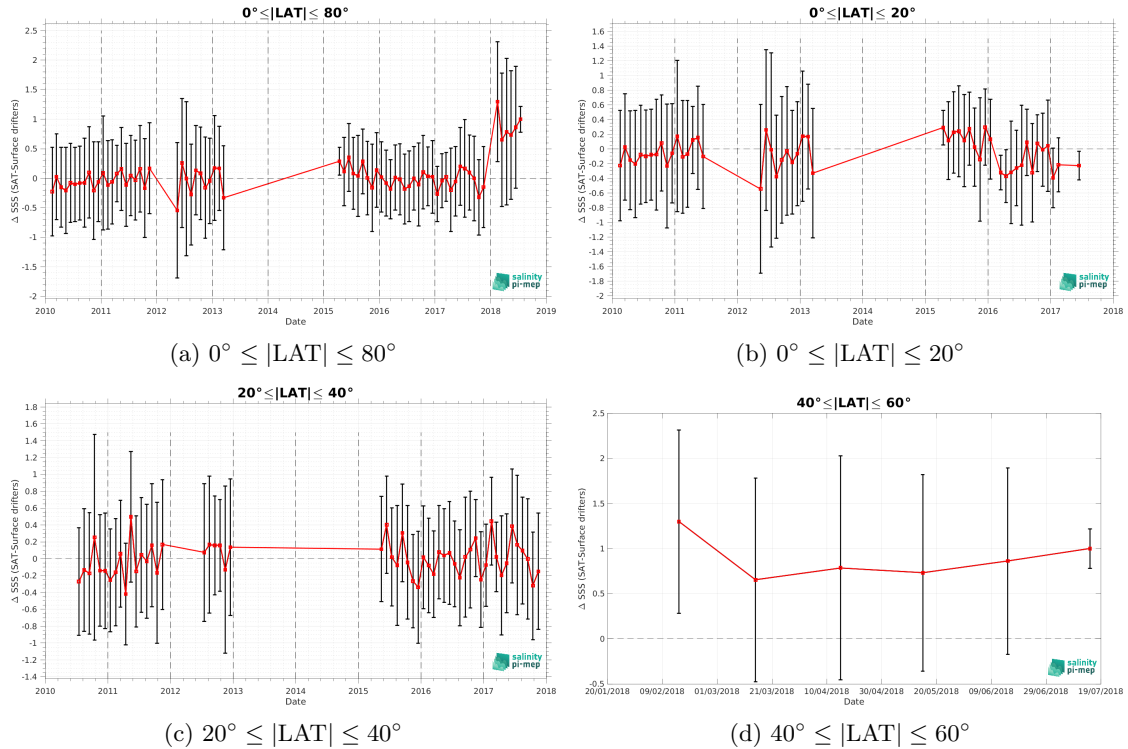 0°≤|LAT|≤ 80°
Δ SSS (SAT-Surface drifters)
2.5
2
1.5
1
0.5
0
-0.5
-1
-1.5
-2
2010 2011 2012 2013 2014 2015 2016 2017 2018 2019
Date
salinity
pi-mep
(a) 0° ≤ |LAT| ≤ 80°
0°≤|LAT|≤ 20°
Δ SSS (SAT-Surface drifters)
1.6
1.4
1.2
1
0.8
0.6
0.4
0.2
0
-0.2
-0.4
-0.6
-0.8
-1
-1.2
-1.4
-1.6
-1.8
-2
2010 2011 2012 2013 2014 2015 2016 2017 2018
Date
salinity
pi-mep
(b) 0° ≤ |LAT| ≤ 20°
20°≤|LAT|≤ 40°
Δ SSS (SAT-Surface drifters)
1.8
1.6
1.4
1.2
1
0.8
0.6
0.4
0.2
0
-0.2
-0.4
-0.6
-0.8
-1
-1.2
-1.4
2010 2011 2012 2013 2014 2015 2016 2017 2018
Date
salinity
pi-mep
(c) 20° ≤ |LAT| ≤ 40°
40°≤|LAT|≤ 60°
Δ SSS (SAT-Surface drifters)
2.5
2
1.5
1
0.5
0
-0.5
20/01/2018 09/02/2018 01/03/2018 21/03/2018 10/04/2018 30/04/2018 20/05/2018 09/06/2018 29/06/2018 19/07/2018
Date
salinity
pi-mep
(d) 40° ≤ |LAT| ≤ 60°